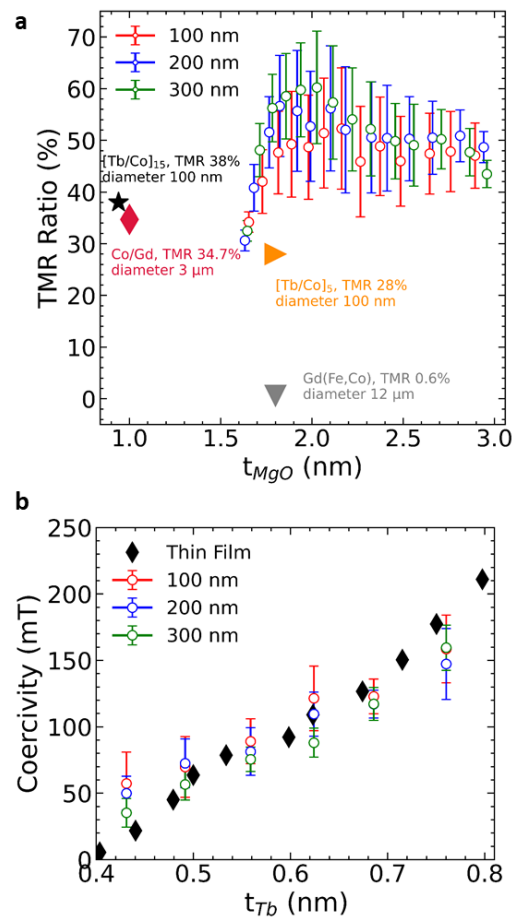 a
100 nm
200 nm
300 nm
70
60
50
40
30
20
10
0
TMR Ratio (%)
[Tb/Co]₁₅, TMR 38%
diameter 100 nm
Co/Gd, TMR 34.7%
diameter 3 μm
[Tb/Co]₅, TMR 28%
diameter 100 nm
Gd(Fe,Co), TMR 0.6%
diameter 12 μm
1.0 1.5 2.0 2.5 3.0
t_MgO (nm)
b
250
200
150
100
50
0
Coercivity (mT)
Thin Film
100 nm
200 nm
300 nm
0.4 0.5 0.6 0.7 0.8
t_Tb (nm)